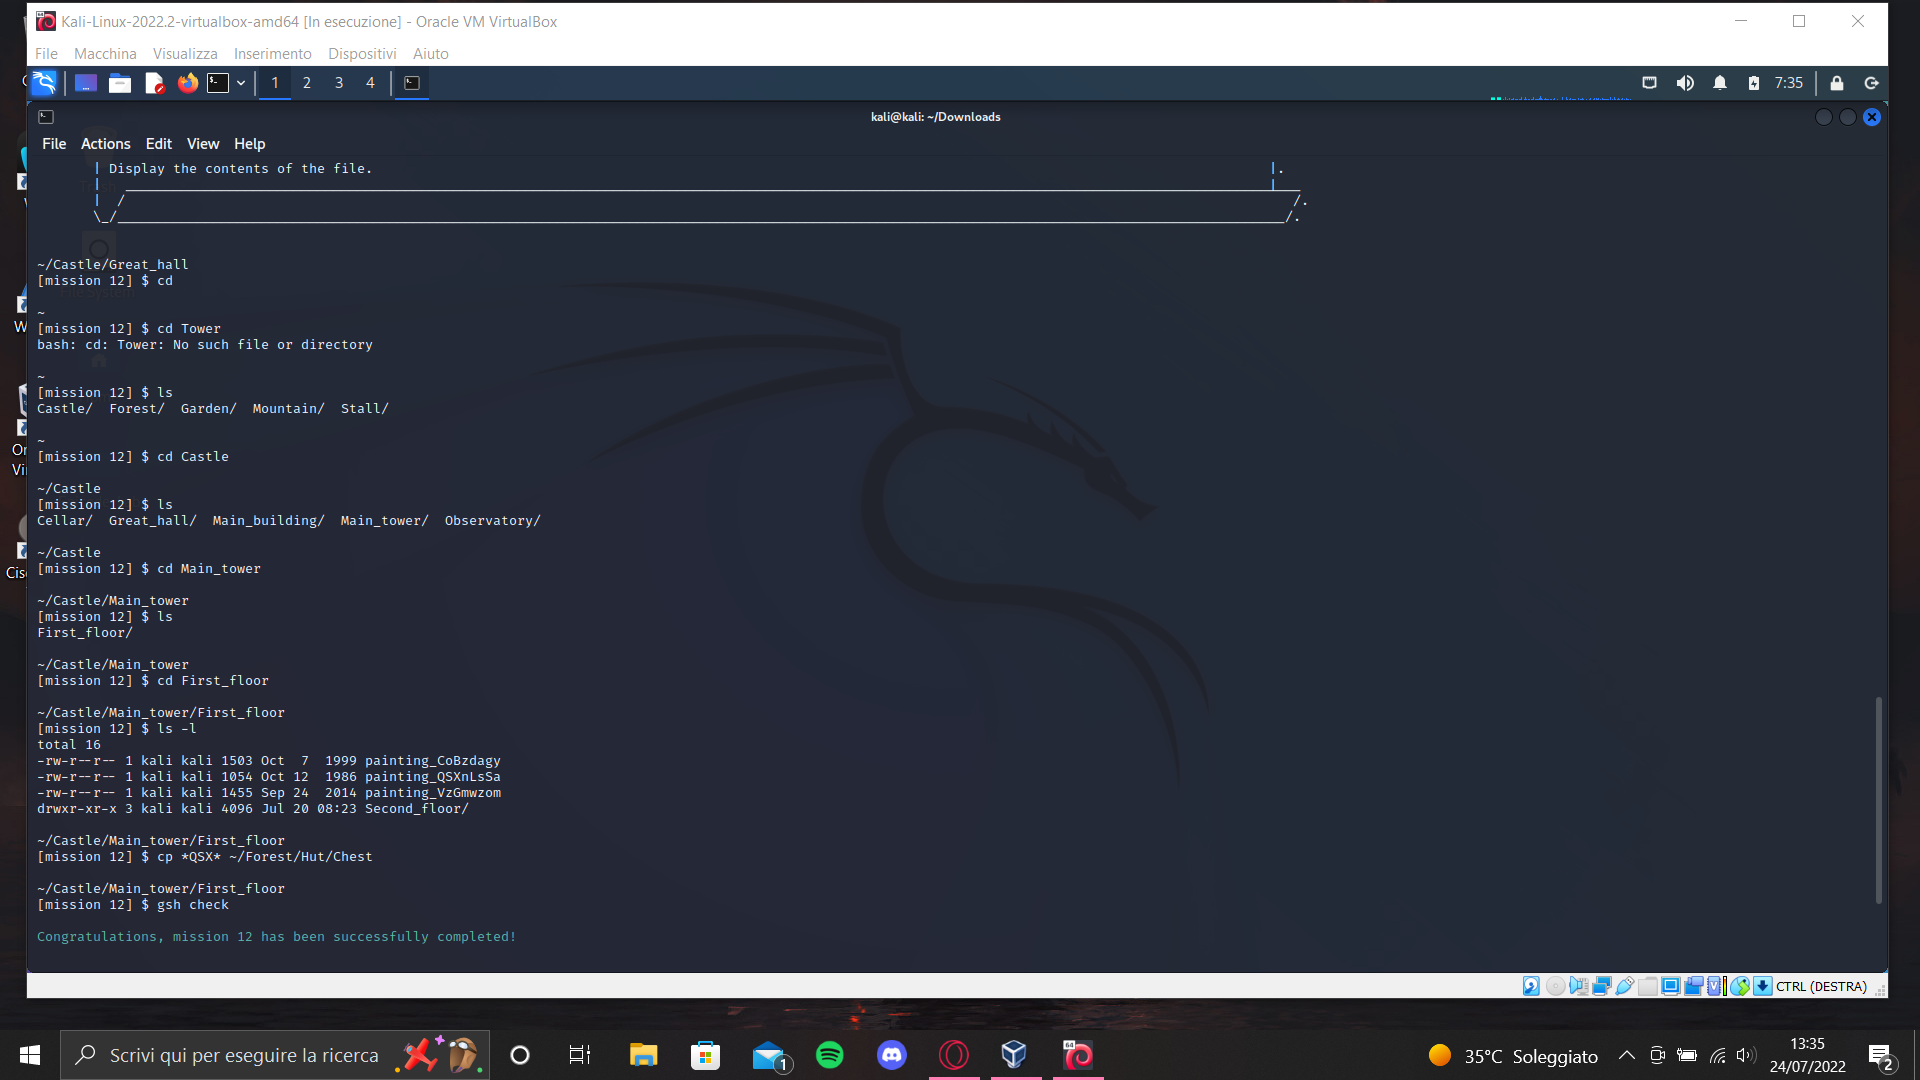 Kali-Linux-2022.2-virtualbox-amd64 [In esecuzione] - Oracle VM VirtualBox
File Macchina Visualizza Inserimento Dispositivi Aiuto
1 2 3 4
7:35
kali@kali: ~/Downloads
File Actions Edit View Help
| Display the contents of the file. |.
~/Castle/Great_hall
[mission 12] $ cd
~
[mission 12] $ cd Tower
bash: cd: Tower: No such file or directory
~
[mission 12] $ ls
Castle/ Forest/ Garden/ Mountain/ Stall/
~
[mission 12] $ cd Castle
~/Castle
[mission 12] $ ls
Cellar/ Great_hall/ Main_building/ Main_tower/ Observatory/
~/Castle
[mission 12] $ cd Main_tower
~/Castle/Main_tower
[mission 12] $ ls
First_floor/
~/Castle/Main_tower
[mission 12] $ cd First_floor
~/Castle/Main_tower/First_floor
[mission 12] $ ls -l
total 16
-rw-r--r-- 1 kali kali 1503 Oct 7 1999 painting_CoBzdagy
-rw-r--r-- 1 kali kali 1054 Oct 12 1986 painting_QSXnLsSa
-rw-r--r-- 1 kali kali 1455 Sep 24 2014 painting_VzGmwzom
drwxr-xr-x 3 kali kali 4096 Jul 20 08:23 Second_floor/
~/Castle/Main_tower/First_floor
[mission 12] $ cp *QSX* ~/Forest/Hut/Chest
~/Castle/Main_tower/First_floor
[mission 12] $ gsh check
Congratulations, mission 12 has been successfully completed!
CTRL (DESTRA)
Scrivi qui per eseguire la ricerca
1
64
35°C Soleggiato
13:35
24/07/2022
2